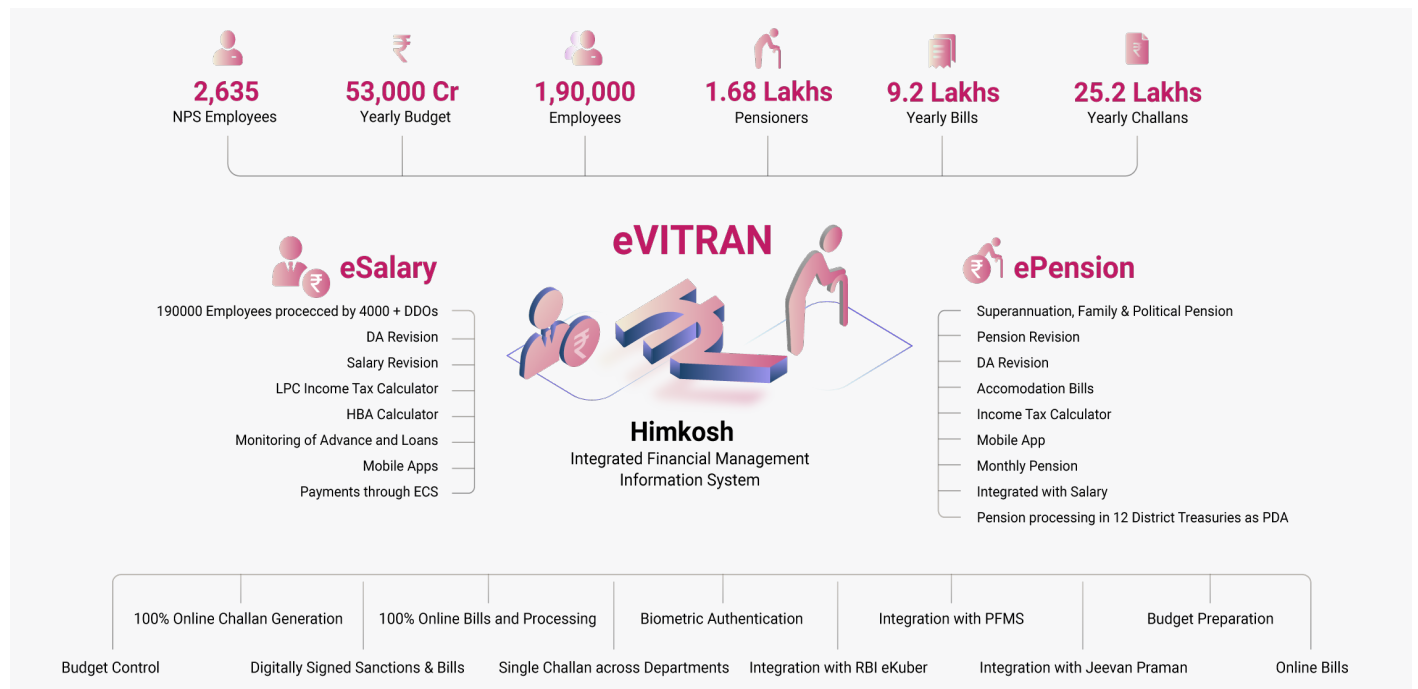 2,635
NPS Employees
53,000 Cr
Yearly Budget
1,90,000
Employees
1.68 Lakhs
Pensioners
9.2 Lakhs
Yearly Bills
25.2 Lakhs
Yearly Challans
eVITRAN
eSalary
190000 Employees procecced by 4000 + DDOs
DA Revision
Salary Revision
LPC Income Tax Calculator
HBA Calculator
Monitoring of Advance and Loans
Mobile Apps
Payments through ECS
Himkosh
Integrated Financial Management
Information System
ePension
Superannuation, Family & Political Pension
Pension Revision
DA Revision
Accomodation Bills
Income Tax Calculator
Mobile App
Monthly Pension
Integrated with Salary
Pension processing in 12 District Treasuries as PDA
100% Online Challan Generation
100% Online Bills and Processing
Biometric Authentication
Integration with PFMS
Budget Preparation
Budget Control
Digitally Signed Sanctions & Bills
Single Challan across Departments
Integration with RBI eKuber
Integration with Jeevan Praman
Online Bills